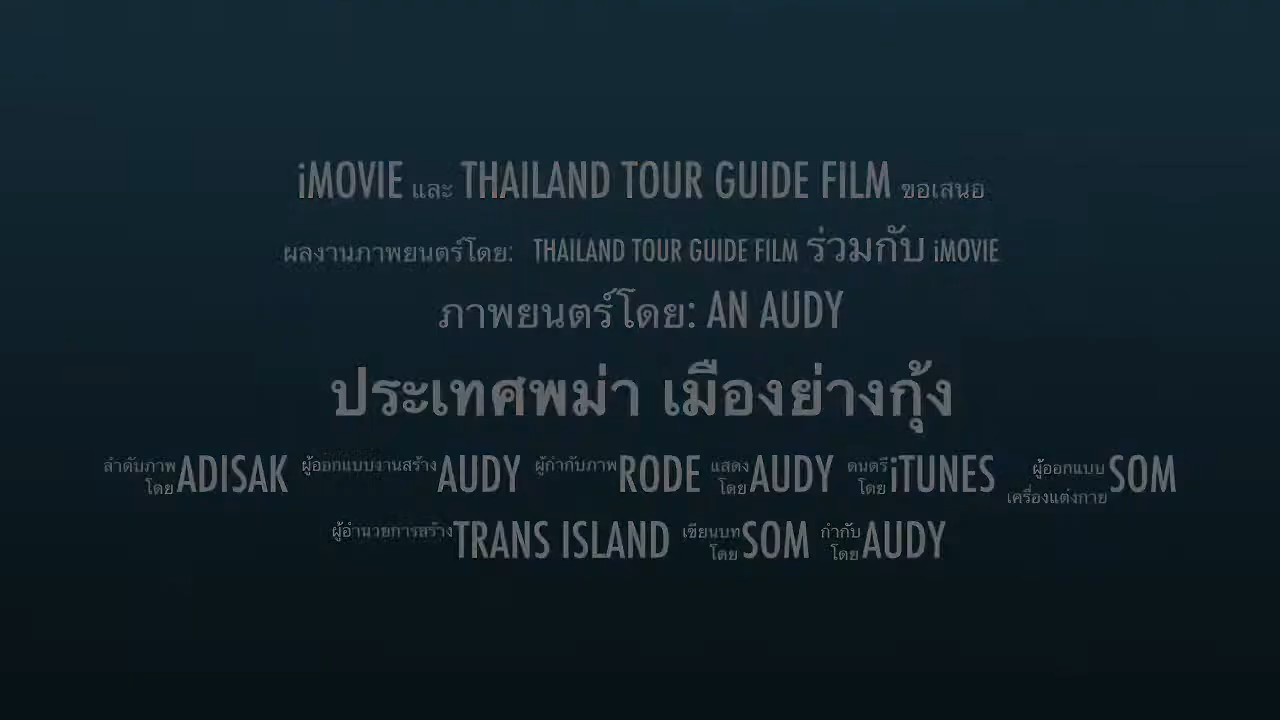 iMOVIE และ THAILAND TOUR GUIDE FILM ขอเสนอ
ผลงานภาพยนตร์โดย: THAILAND TOUR GUIDE FILM ร่วมกับ iMOVIE
ภาพยนตร์โดย: AN AUDY
ประเทศพม่า เมืองย่างกุ้ง
ลำดับภาพโดย ADISAK ผู้ออกแบบงานสร้าง AUDY ผู้กำกับภาพ RODE แสดงโดย AUDY ดนตรีโดย iTUNES ผู้ออกแบบเครื่องแต่งกาย SOM
ผู้อำนวยการสร้าง TRANS ISLAND เขียนบทโดย SOM กำกับโดย AUDY